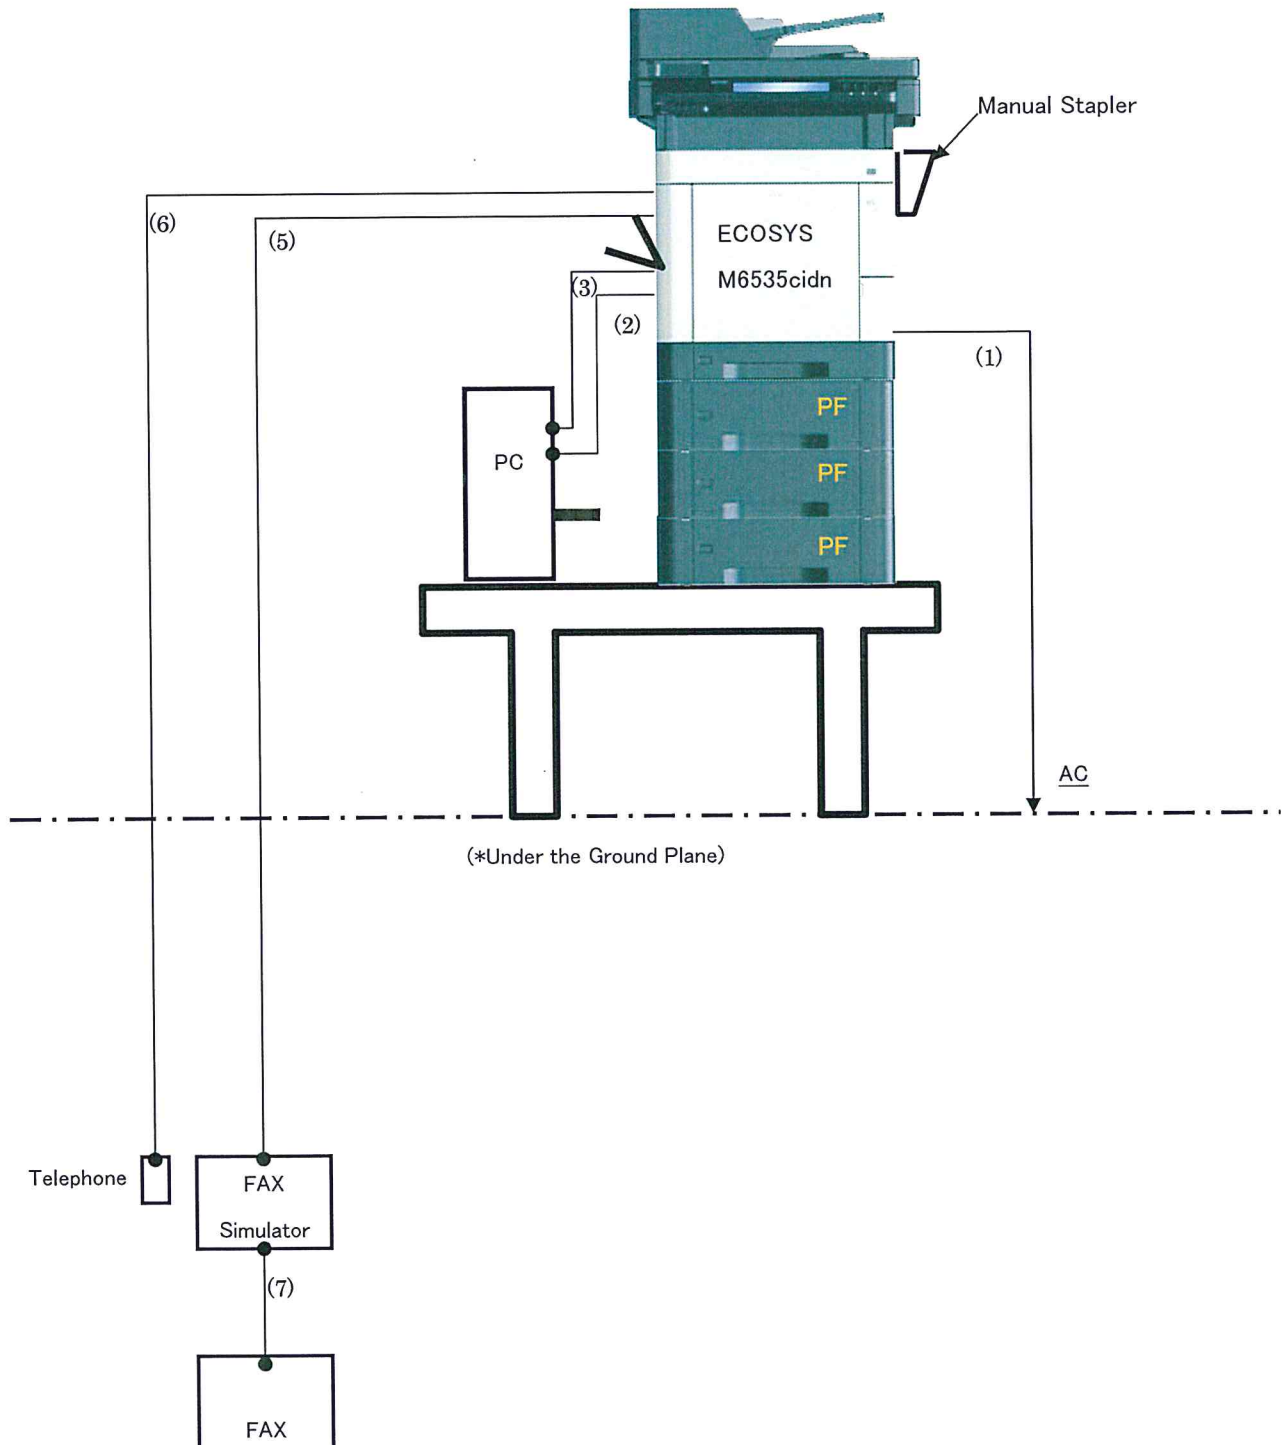 Manual Stapler
(6)
(5)
ECOSYS
M6535cidn
(3)
(2)
(1)
PF
PC
PF
PF
AC
(*Under the Ground Plane)
Telephone
FAX
Simulator
(7)
FAX